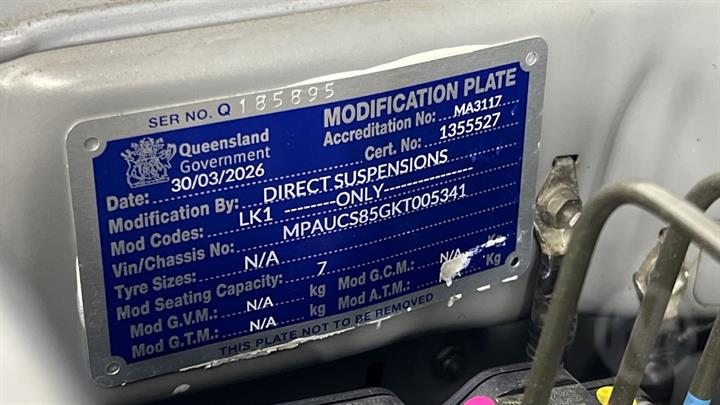 SER NO. Q 185895
MODIFICATION PLATE
Queensland Government
Accreditation No: MA3117
Cert. No: 1355527
Date: 30/03/2026
Modification By: DIRECT SUSPENSIONS
Mod Codes: LK1 --------ONLY--------------
Vin/Chassis No: MPAUCS85GKT005341
Tyre Sizes: N/A
Mod Seating Capacity: 7
Mod G.V.M: N/A kg Mod G.C.M: N/A Kg
Mod G.T.M: N/A kg Mod A.T.M: N/A Kg
THIS PLATE NOT TO BE REMOVED